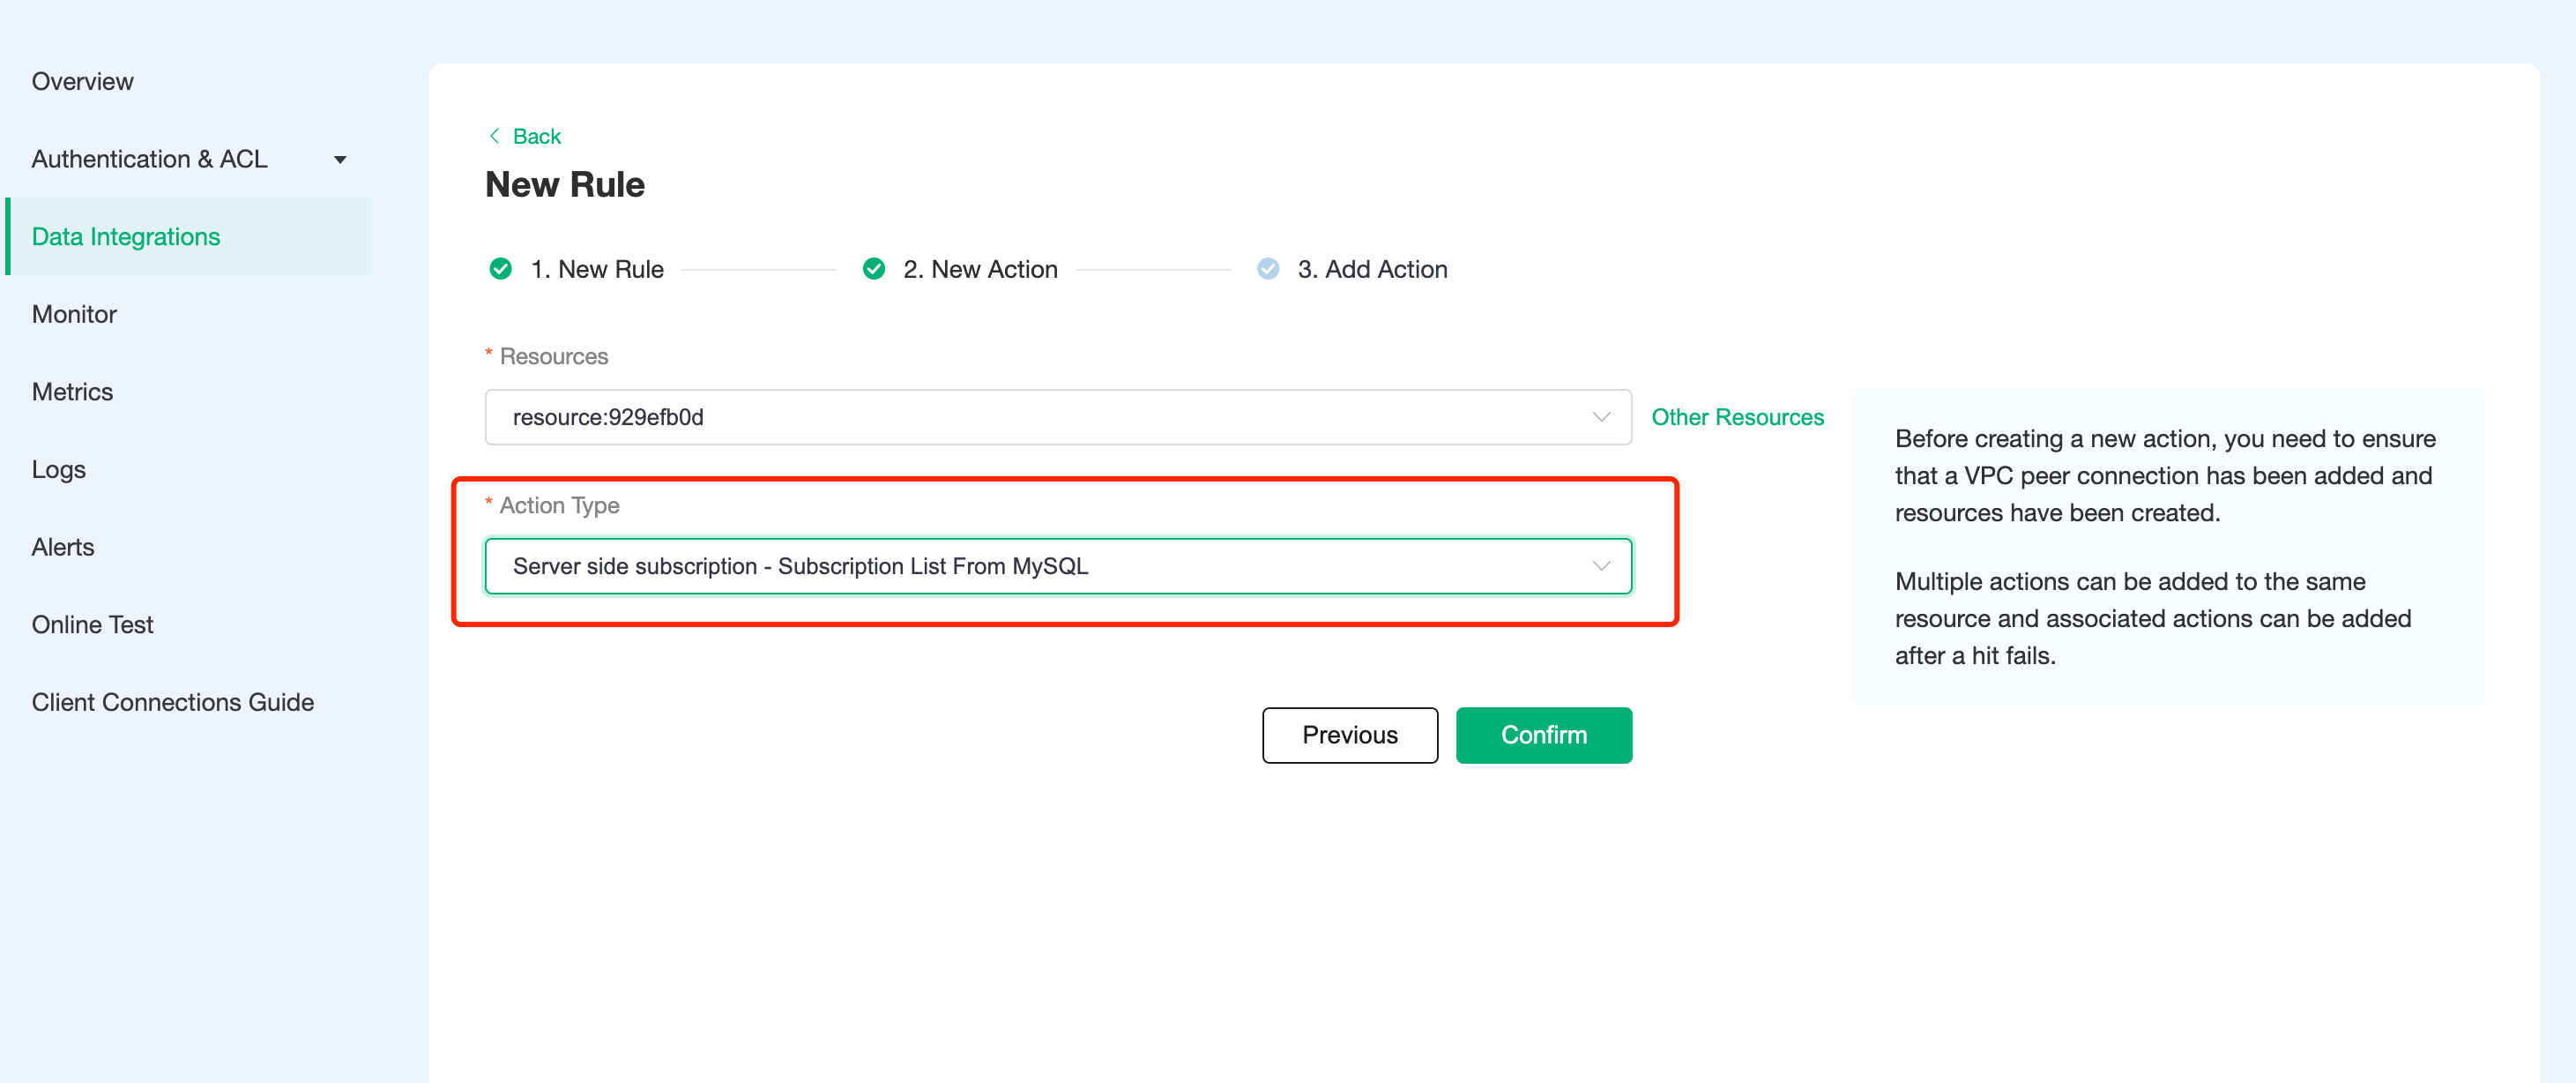 Overview
Authentication & ACL
Data Integrations
Monitor
Metrics
Logs
Alerts
Online Test
Client Connections Guide
Back
New Rule
1. New Rule
2. New Action
3. Add Action
* Resources
resource:929efb0d
Other Resources
* Action Type
Server side subscription - Subscription List From MySQL
Previous
Confirm
Before creating a new action, you need to ensure
that a VPC peer connection has been added and
resources have been created.
Multiple actions can be added to the same
resource and associated actions can be added
after a hit fails.